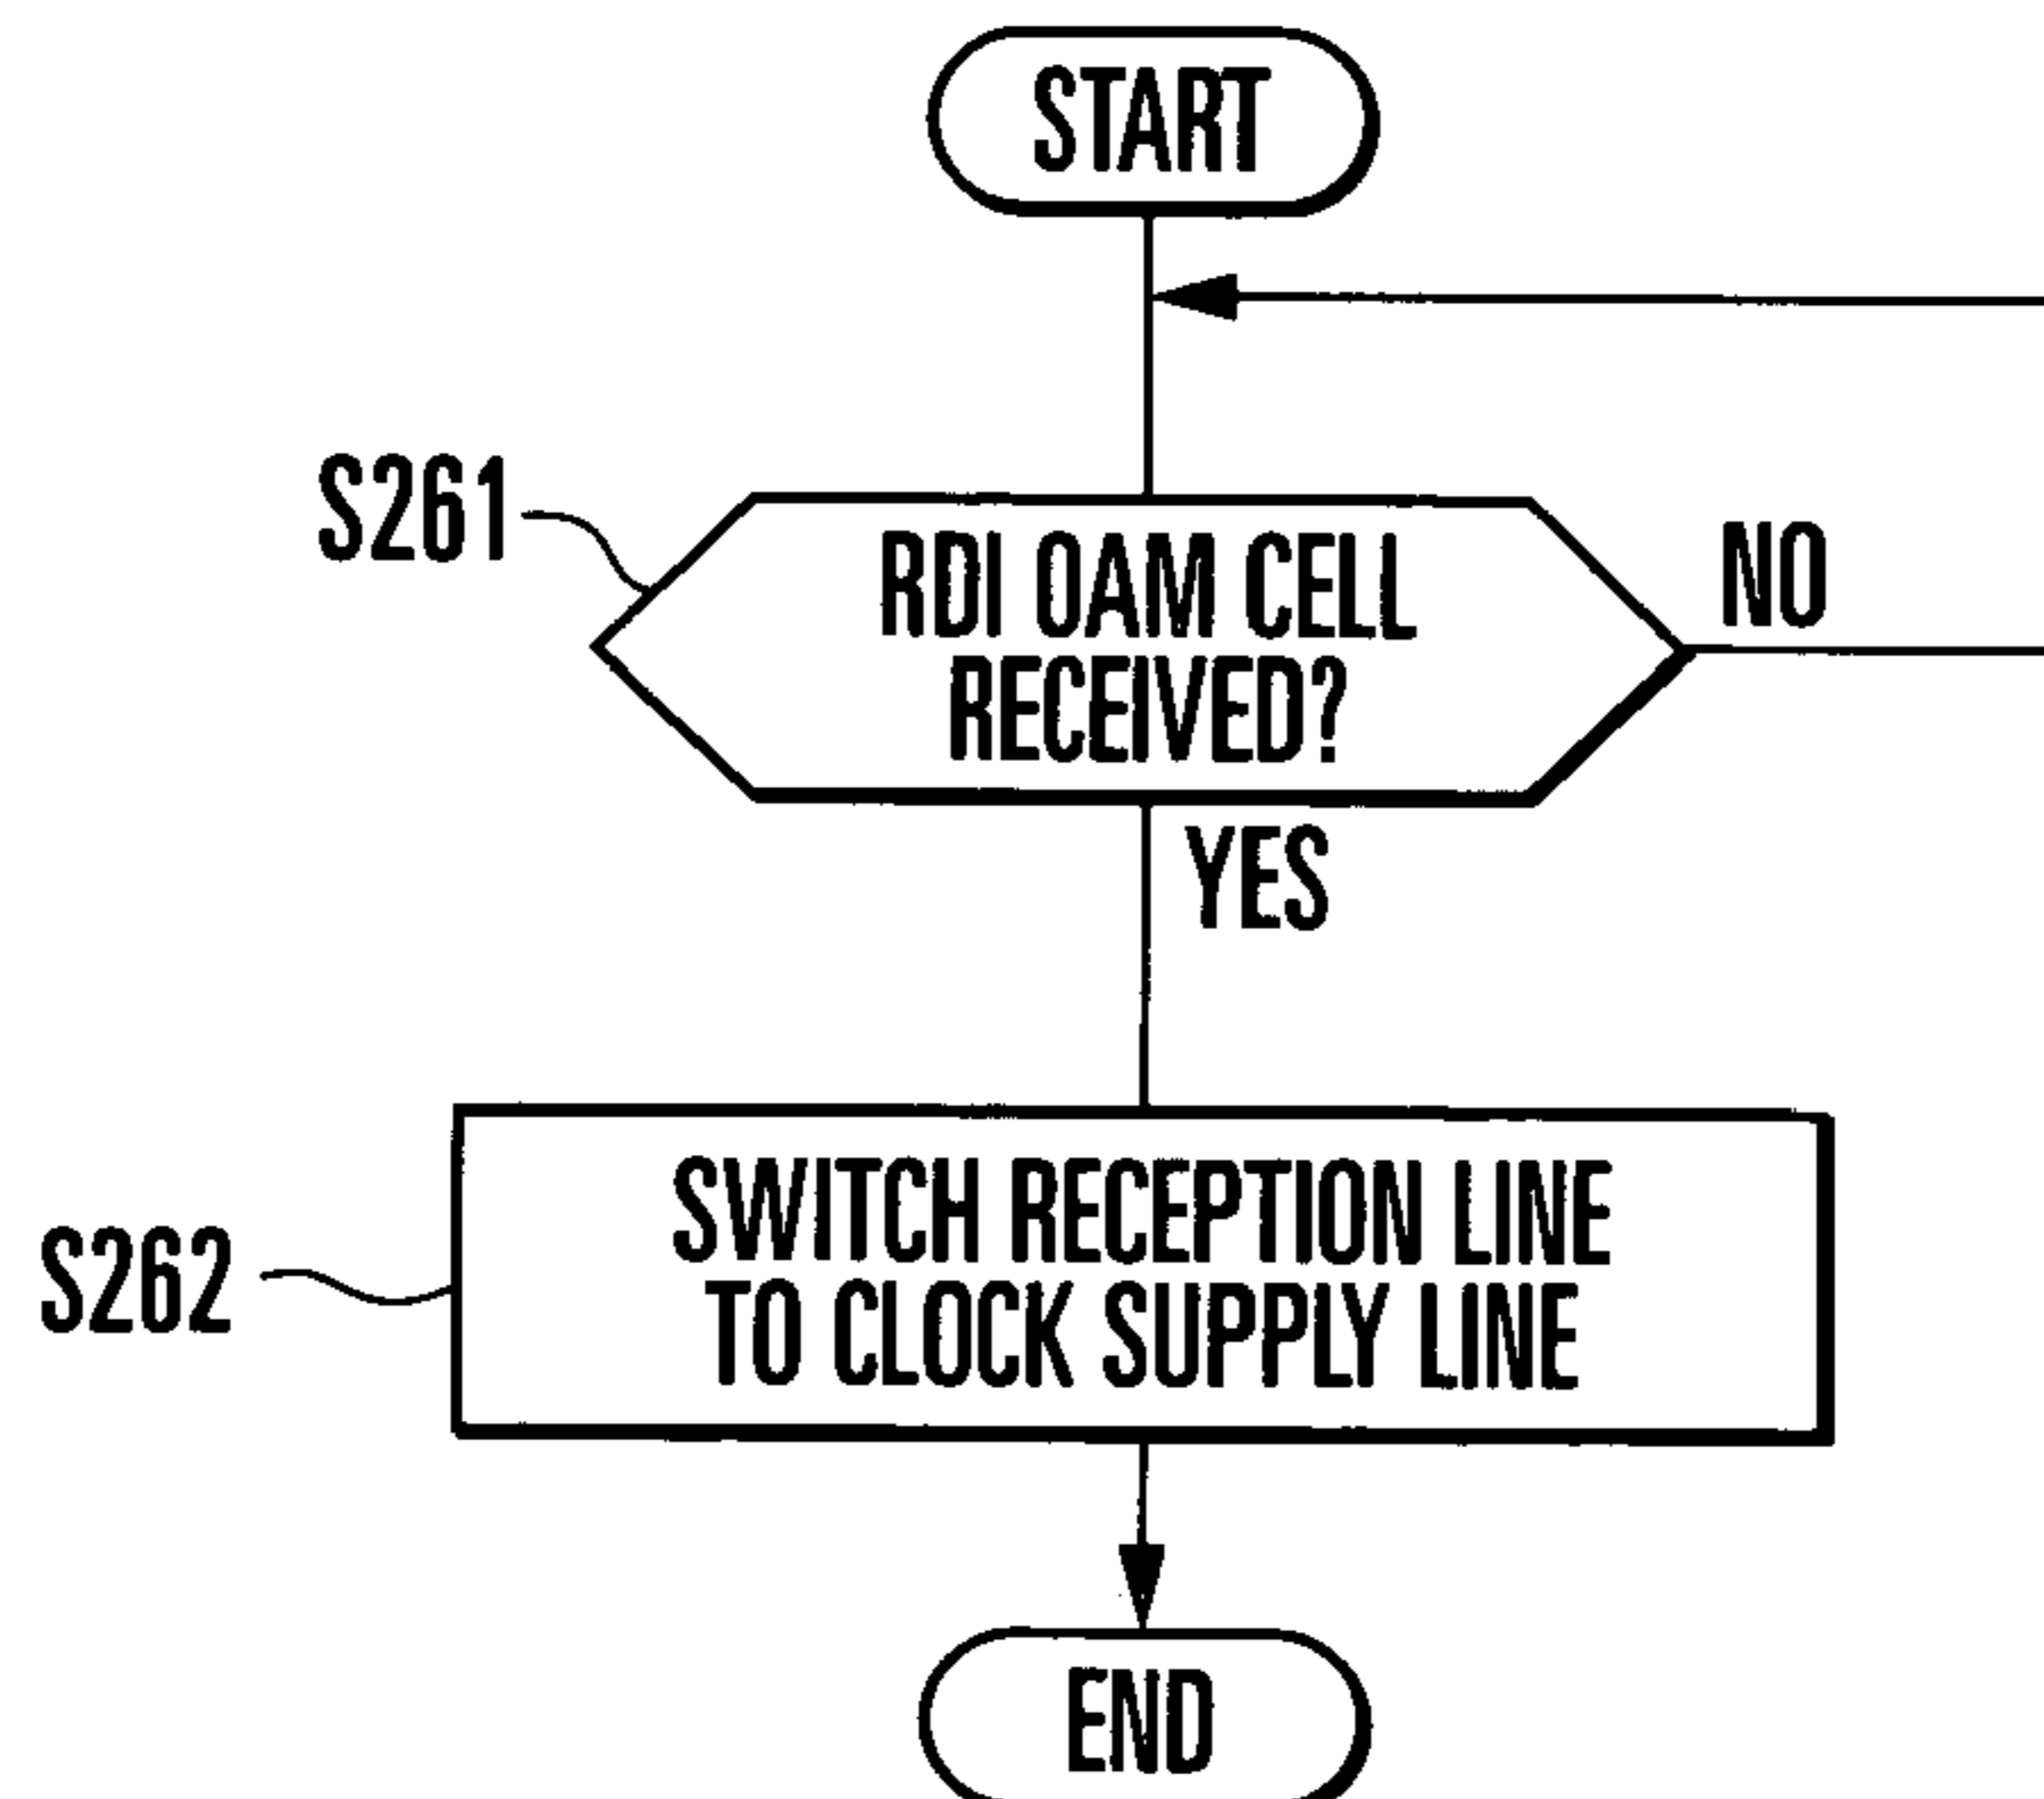 START
S261
RDI OAM CELL
RECEIVED?
NO
YES
S262
SWITCH RECEPTION LINE
TO CLOCK SUPPLY LINE
END